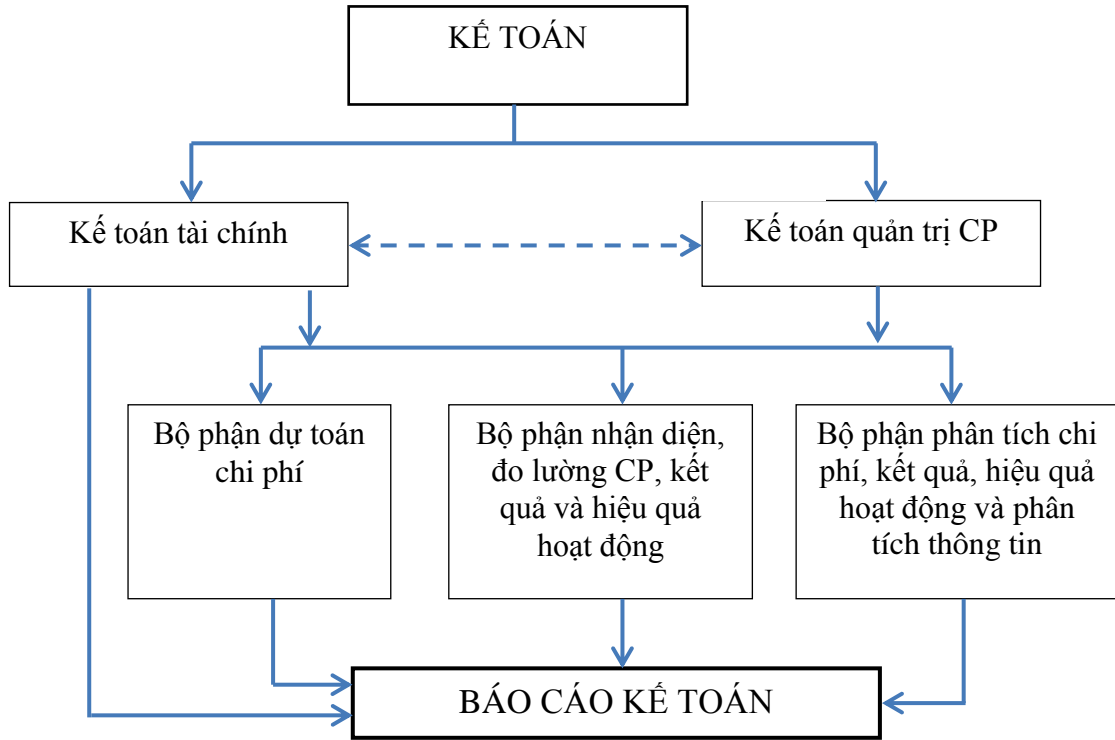 KẾ TOÁN
Kế toán tài chính
Kế toán quản trị CP
Bộ phận dự toán
chi phí
Bộ phận nhận diện,
đo lường CP, kết
quả và hiệu quả
hoạt động
Bộ phận phân tích chi
phí, kết quả, hiệu quả
hoạt động và phân
tích thông tin
BÁO CÁO KẾ TOÁN